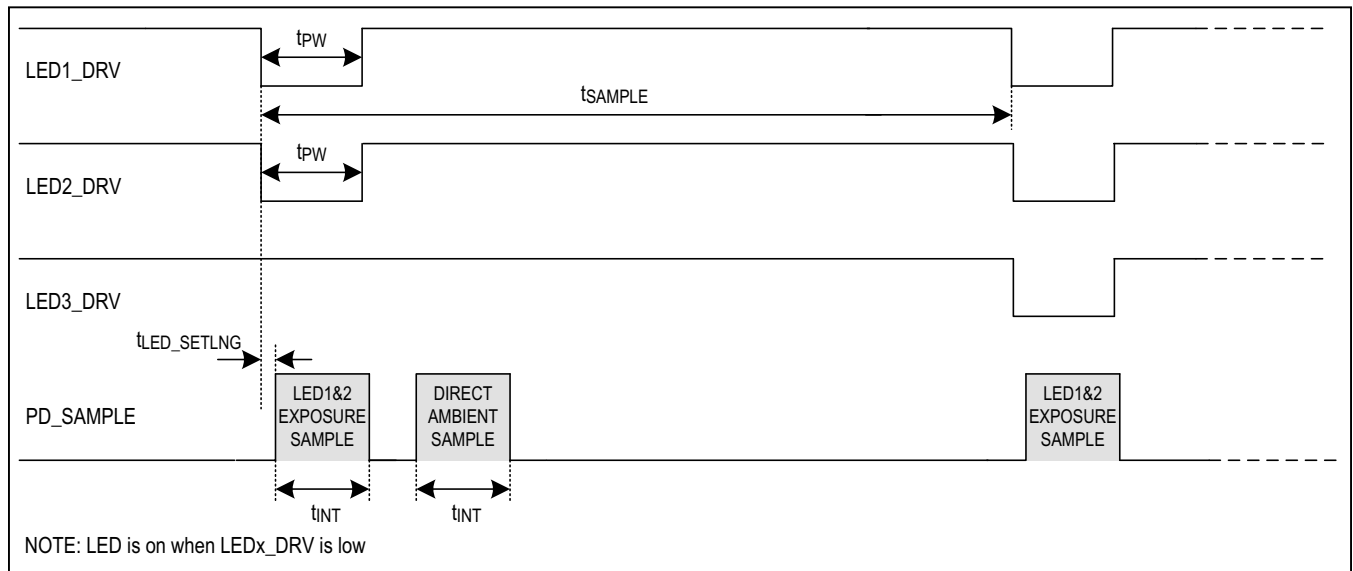 tPW
LED1_DRV
tSAMPLE
tPW
LED2_DRV
LED3_DRV
tLED_SETLNG
LED1&2
EXPOSURE
SAMPLE
DIRECT
AMBIENT
SAMPLE
LED1&2
EXPOSURE
SAMPLE
PD_SAMPLE
tINT
tINT
NOTE: LED is on when LEDx_DRV is low